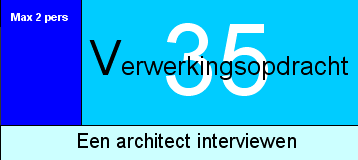 Max 2 pers
35
Verwerkingsopdracht
Een architect interviewen